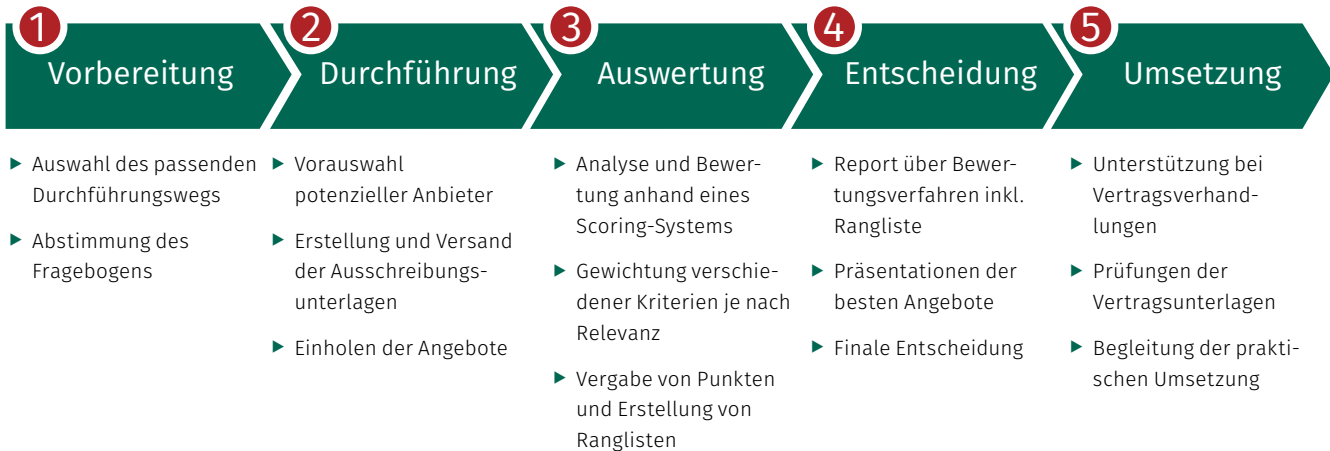 1
Vorbereitung
▶ Auswahl des passenden
Durchführungswegs
▶ Abstimmung des
Fragebogens
2
Durchführung
▶ Vorauswahl
potenzieller Anbieter
▶ Erstellung und Versand
der Ausschreibungs-
unterlagen
▶ Einholen der Angebote
3
Auswertung
▶ Analyse und Bewer-
tung anhand eines
Scoring-Systems
▶ Gewichtung verschie-
dener Kriterien je nach
Relevanz
▶ Vergabe von Punkten
und Erstellung von
Ranglisten
4
Entscheidung
▶ Report über Bewer-
tungsverfahren inkl.
Rangliste
▶ Präsentationen der
besten Angebote
▶ Finale Entscheidung
5
Umsetzung
▶ Unterstützung bei
Vertragsverhand-
lungen
▶ Prüfungen der
Vertragsunterlagen
▶ Begleitung der prakti-
schen Umsetzung